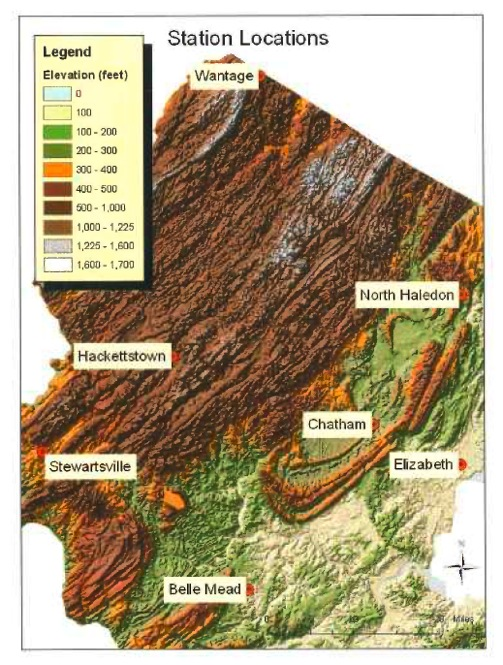 Station Locations
Legend
Elevation (feet)
0
100
100 - 200
200 - 300
300 - 400
400 - 500
500 - 1,000
1,000 - 1,225
1,225 - 1,600
1,600 - 1,700
Wantage
North Haledon
Hackettstown
Chatham
Stewartsville
Elizabeth
Belle Mead
0
Miles